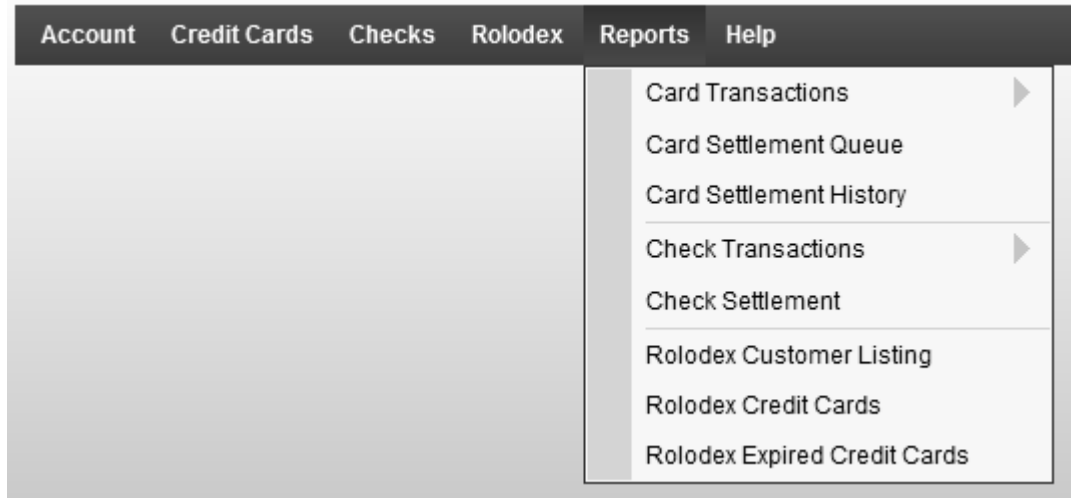 Account Credit Cards Checks Rolodex Reports Help
Card Transactions
Card Settlement Queue
Card Settlement History
Check Transactions
Check Settlement
Rolodex Customer Listing
Rolodex Credit Cards
Rolodex Expired Credit Cards